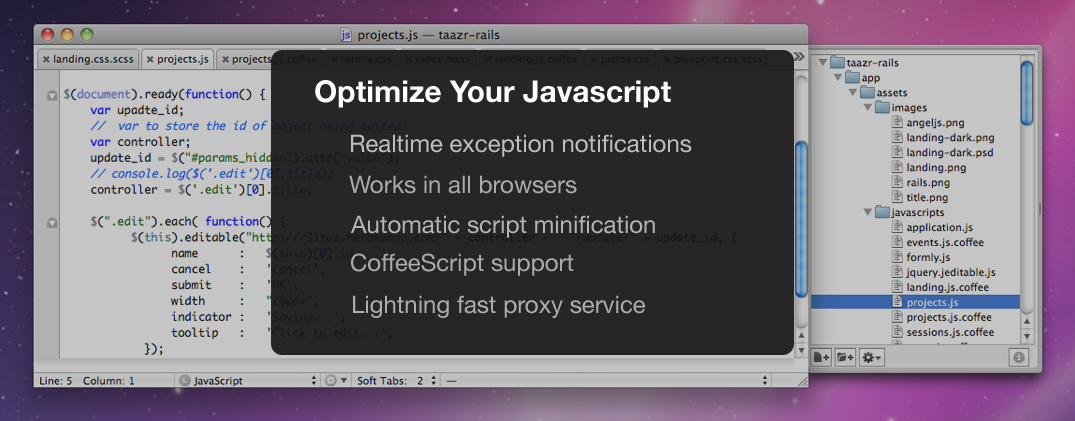 projects.js — taazr-rails
landing.css.scss
projects.js
projects.js.coffee
formly.css
index.haml
landing.js.coffee
pictos.css
blueprint.css.scss
$(document).ready(function() {
var updte_id;
// var to store the id of object being edited!
var controller;
update_id = $("#params_hidden").attr("value");
// console.log($('.edit')[0].title);
controller = $('.edit')[0].title;
$(".edit").each( function() {
$(this).editable("http://r31taz.heroku.com/" + controller + "/update/" + update_id, {
name : $(this)[0].id,
cancel : 'Cancel',
submit : 'OK',
width : "200px",
indicator : 'Saving...',
tooltip : 'Click to edit...',
});
Optimize Your Javascript
Realtime exception notifications
Works in all browsers
Automatic script minification
CoffeeScript support
Lightning fast proxy service
Line: 5 Column: 1
JavaScript
Soft Tabs: 2
—
taazr-rails
app
assets
images
angeljs.png
landing-dark.png
landing-dark.psd
landing.png
rails.png
title.png
javascripts
application.js
events.js.coffee
formly.js
jquery.jeditable.js
landing.js.coffee
projects.js
projects.js.coffee
sessions.js.coffee